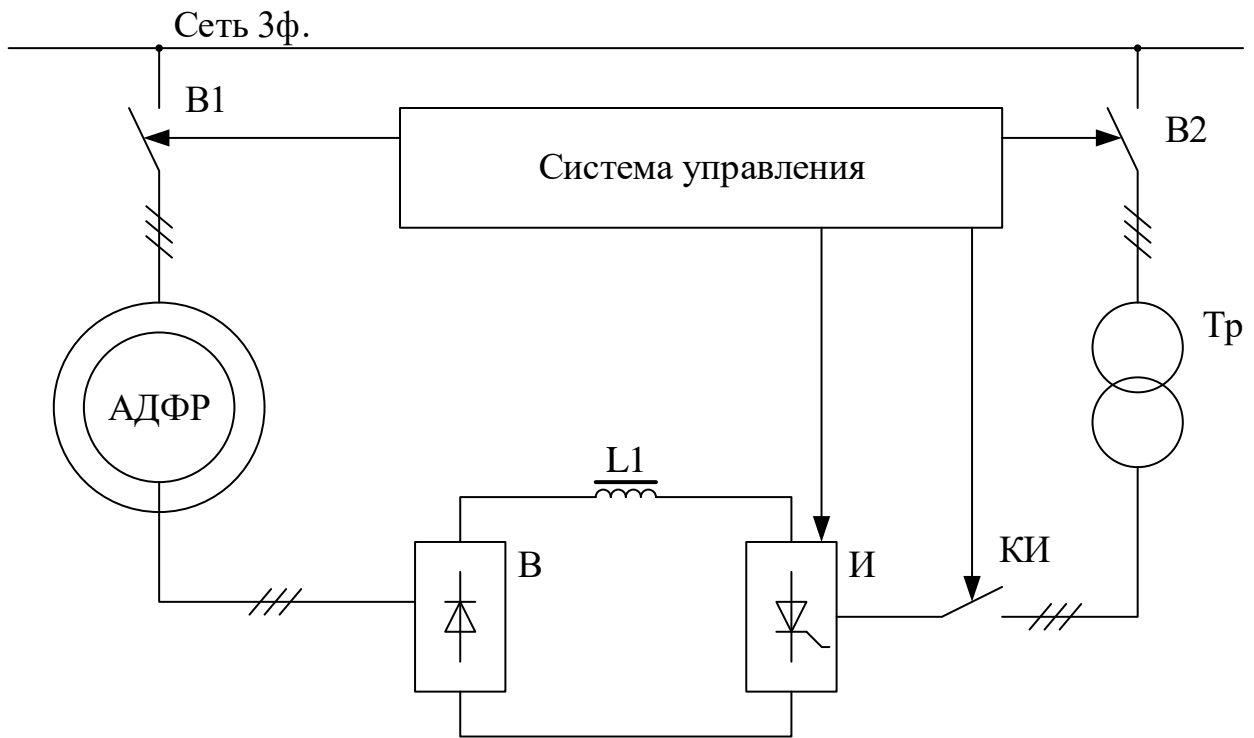 Сеть 3ф.
В1
В2
Система управления
Тр
АДФР
L1
В
И
КИ